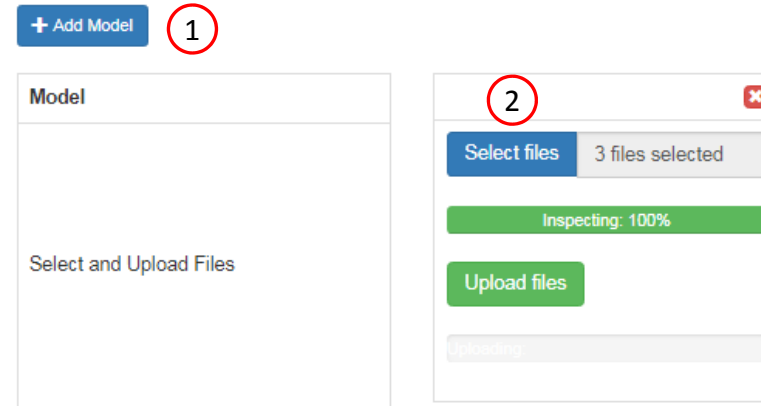 + Add Model
1
Model
2
Select files
3 files selected
Inspecting: 100%
Select and Upload Files
Upload files
Uploading: